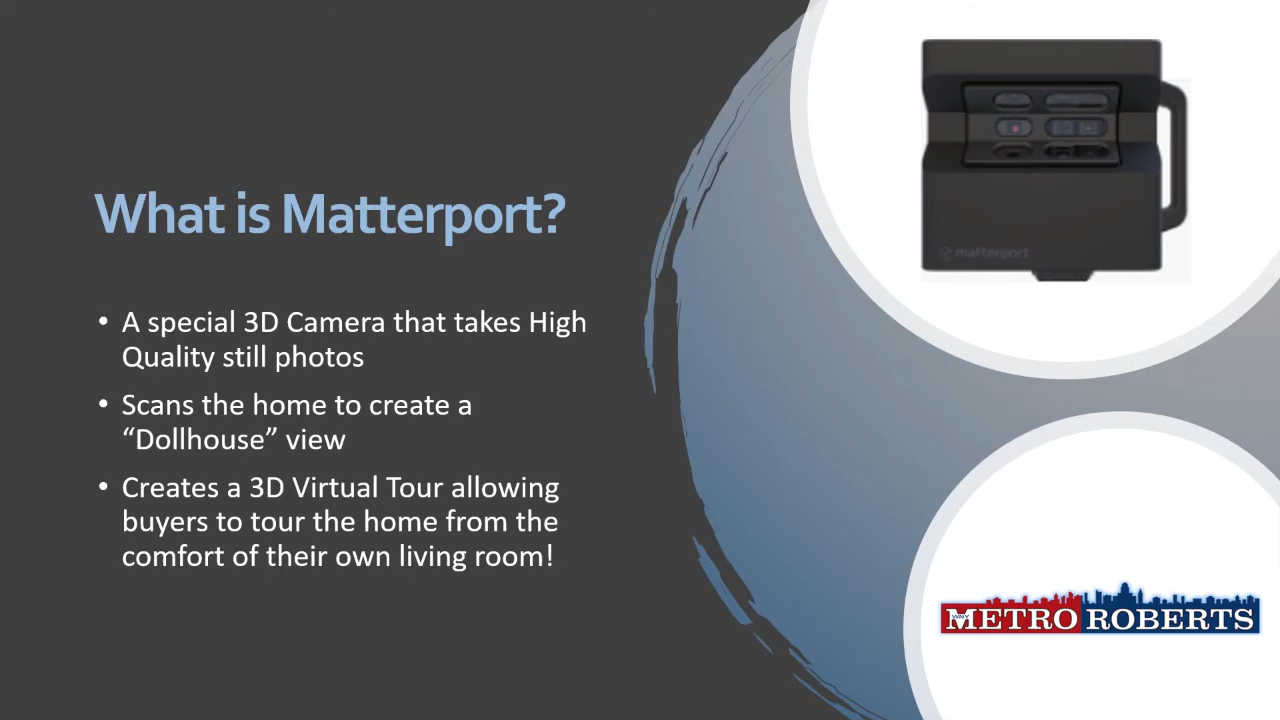 What is Matterport?
• A special 3D Camera that takes High
Quality still photos
• Scans the home to create a
“Dollhouse” view
• Creates a 3D Virtual Tour allowing
buyers to tour the home from the
comfort of their own living room!
matterport
WNY METRO ROBERTS